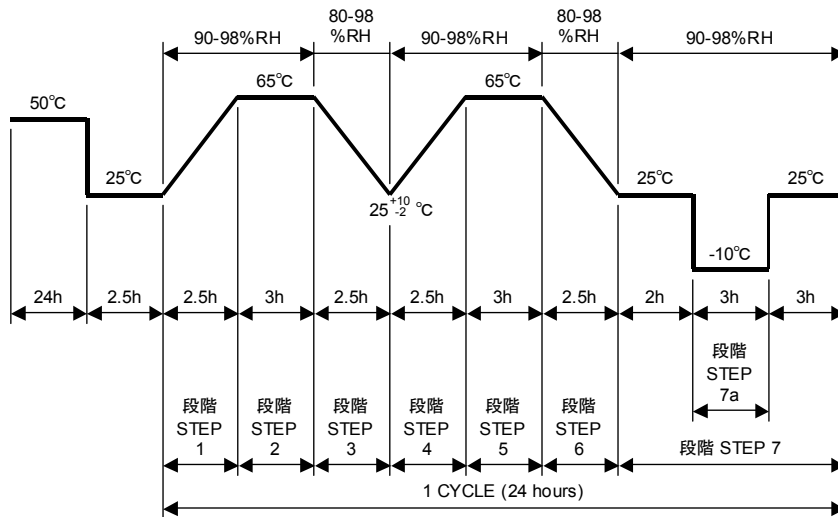 80-98
%RH
80-98
%RH
90-98%RH
90-98%RH
90-98%RH
65°C
65°C
50°C
25°C
25 +10 -2 °C
25°C
25°C
-10°C
24h
2.5h
2.5h
3h
2.5h
2.5h
3h
2.5h
2h
3h
3h
段階
STEP
7a
段階
STEP
1
段階
STEP
2
段階
STEP
3
段階
STEP
4
段階
STEP
5
段階
STEP
6
段階 STEP 7
1 CYCLE (24 hours)